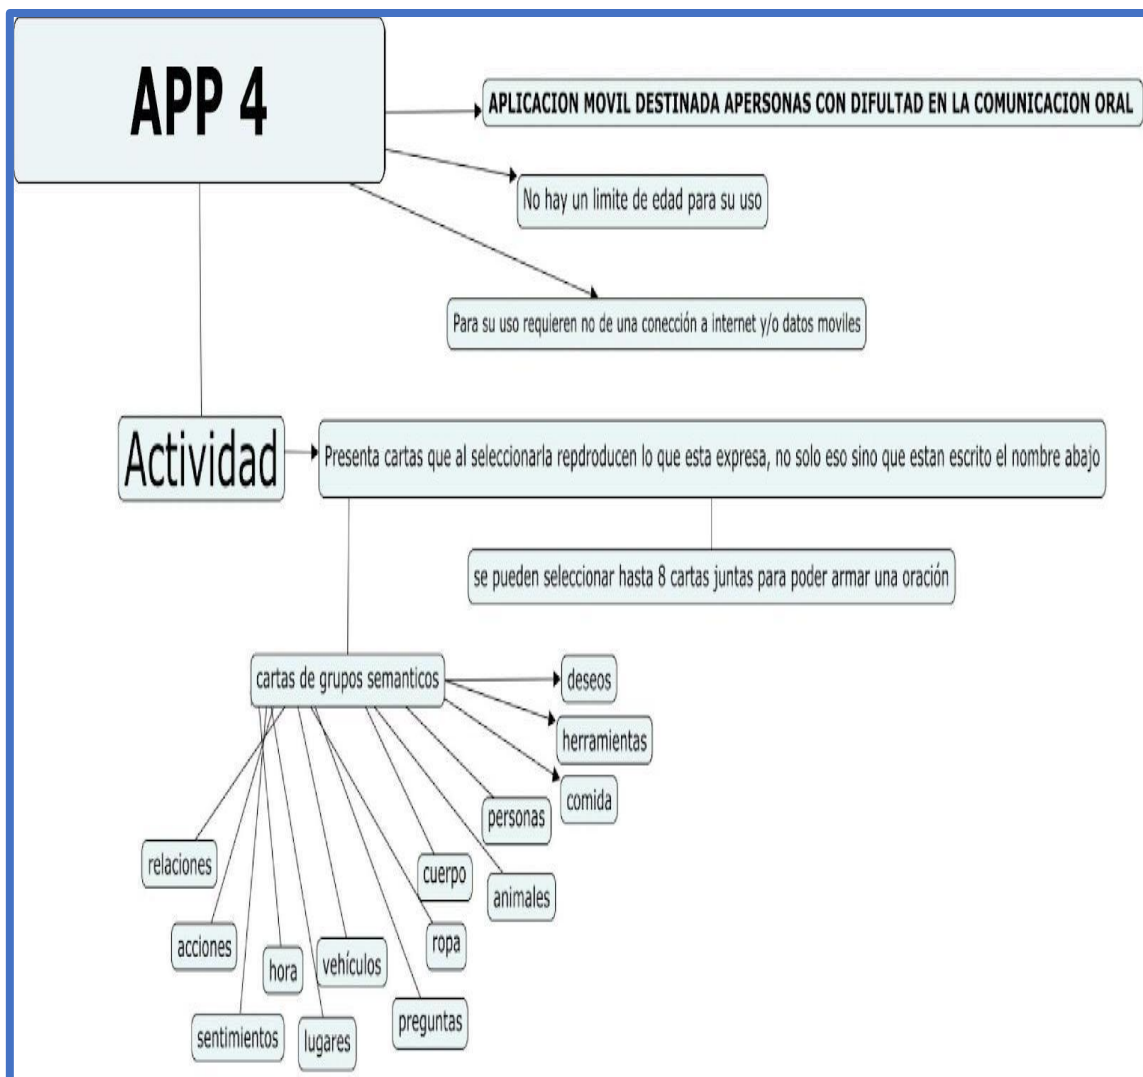 APP 4
APLICACION MOVIL DESTINADA APERSONAS CON DIFULTAD EN LA COMUNICACION ORAL
No hay un limite de edad para su uso
Para su uso requieren no de una conección a internet y/o datos moviles
Actividad
Presenta cartas que al seleccionarla repdroducen lo que esta expresa, no solo eso sino que estan escrito el nombre abajo
se pueden seleccionar hasta 8 cartas juntas para poder armar una oración
cartas de grupos semanticos
deseos
herramientas
comida
personas
animales
cuerpo
ropa
preguntas
vehículos
lugares
hora
sentimientos
acciones
relaciones